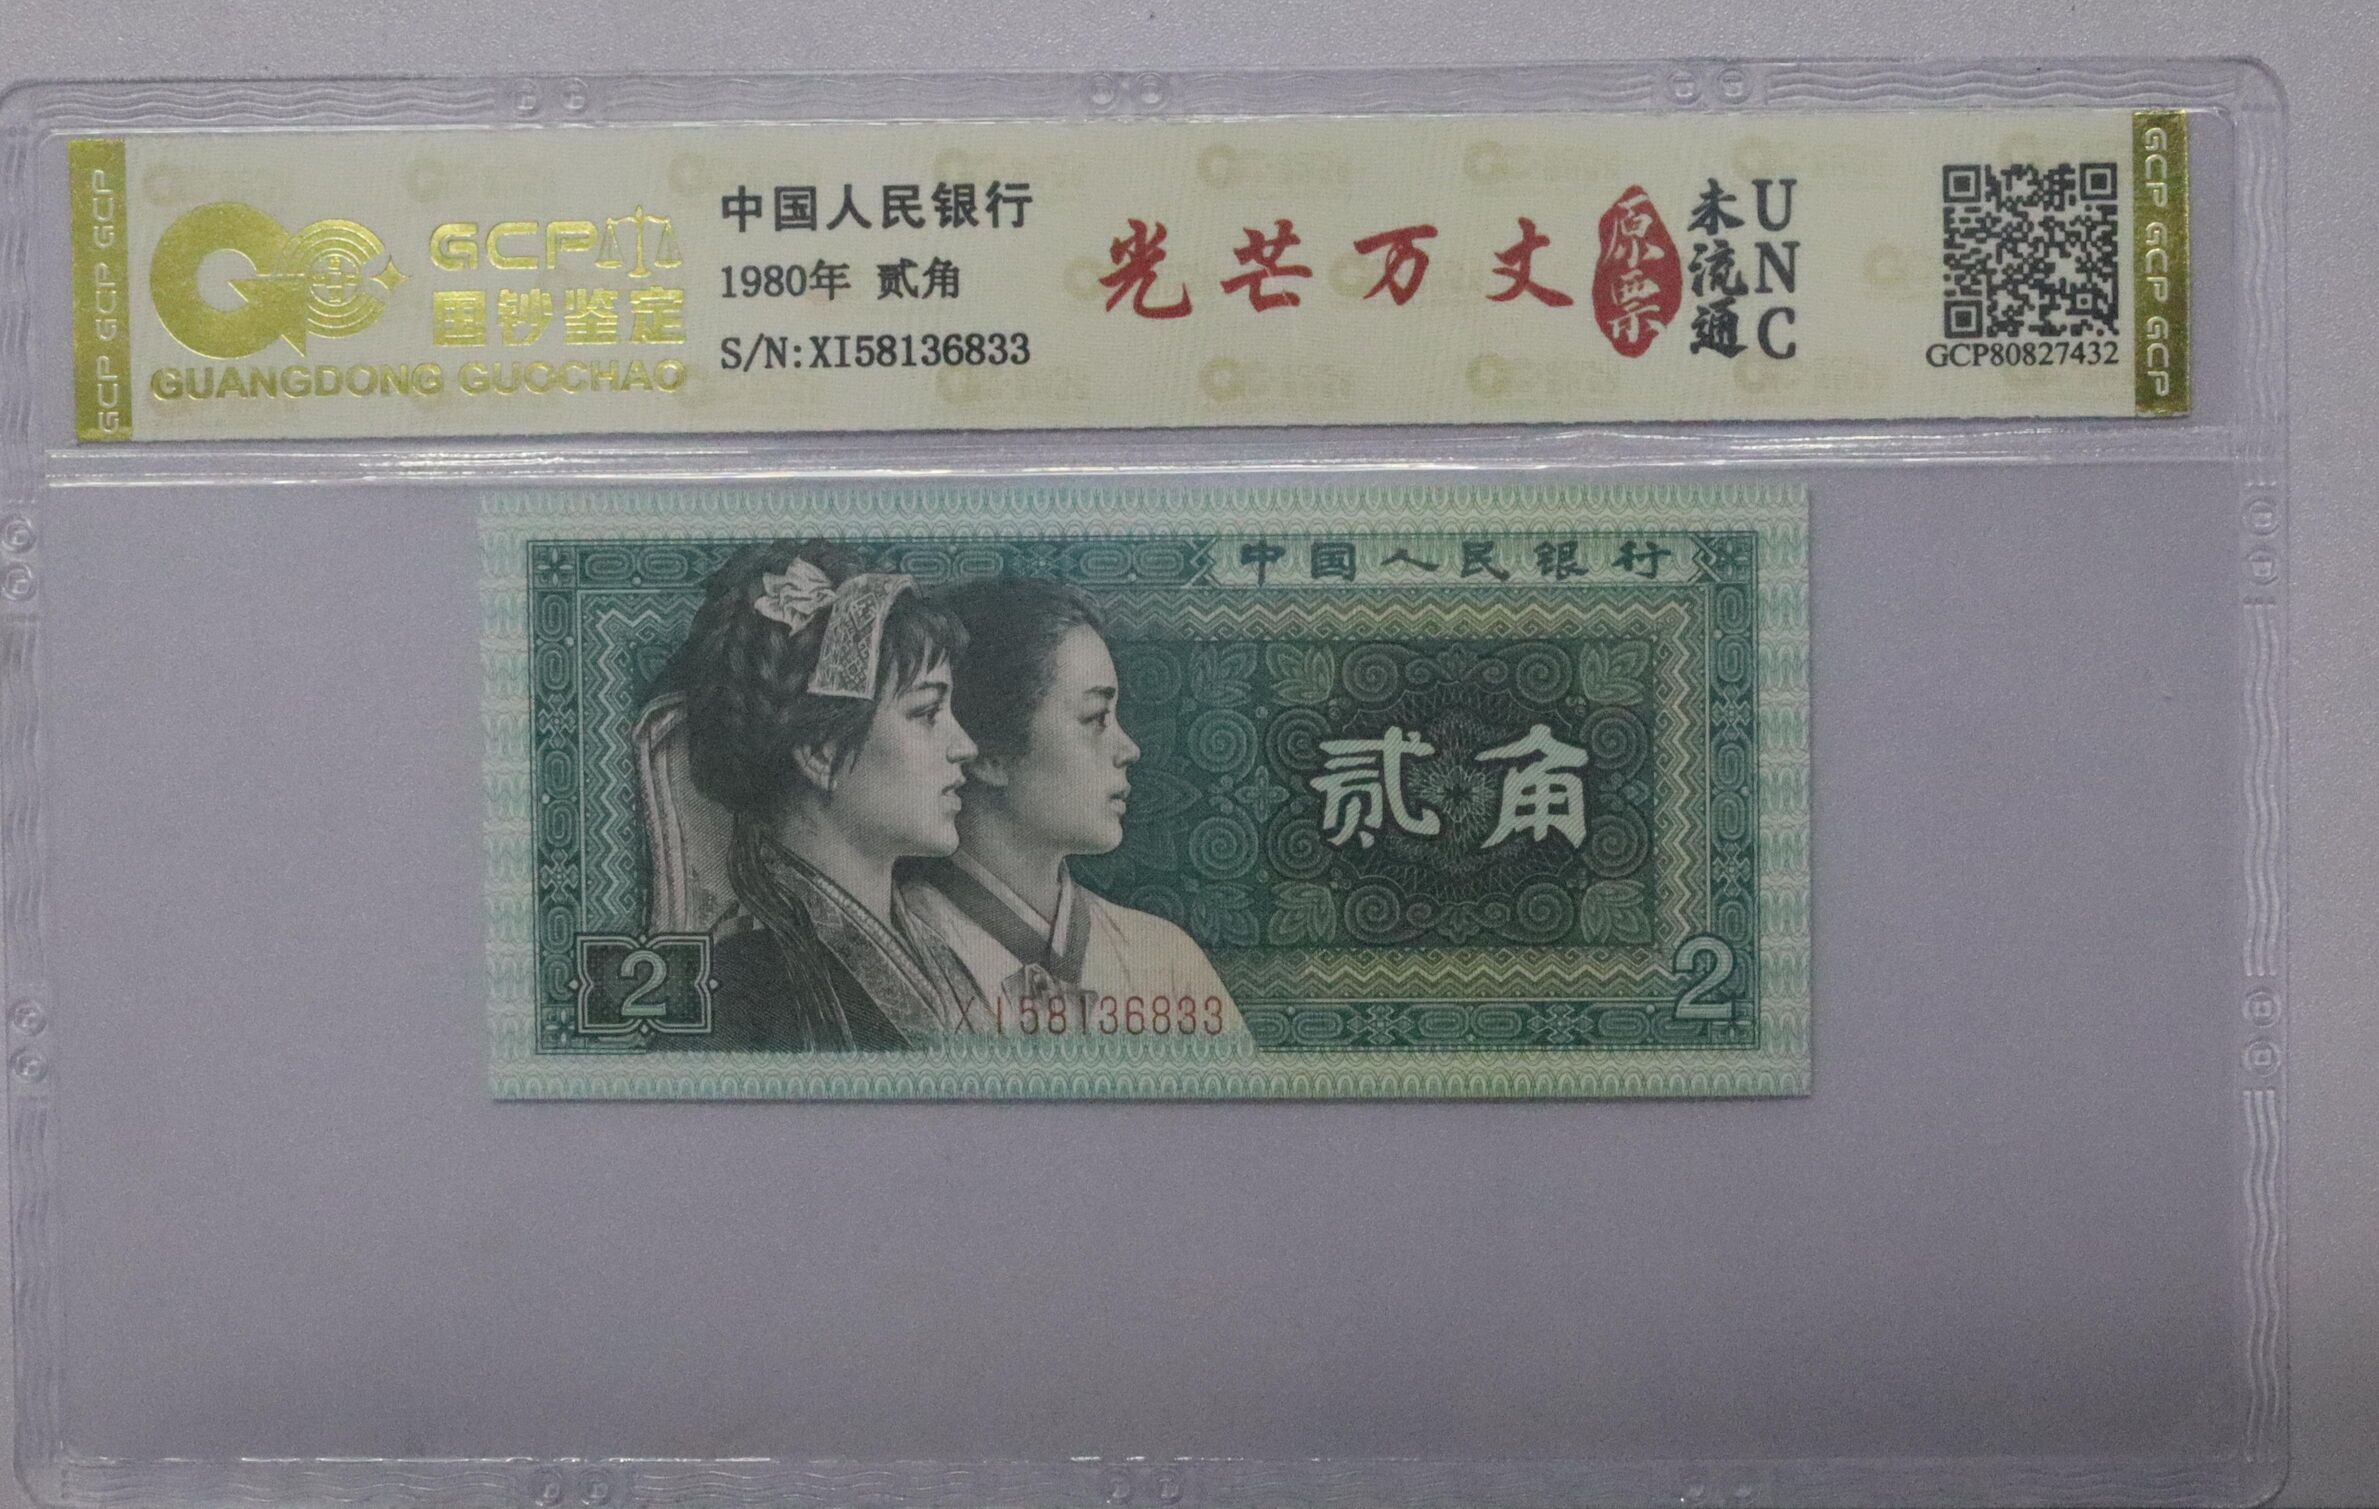 GCP GCP GCP
GCP
国钞鉴定
GUANGDONG GUOCHAO
中国人民银行
1980年 贰角
S/N:XI58136833
光芒万丈
原票
未流通
UNC
GCP80827432
GCP GCP GCP
中国人民银行
贰角
2
XI58136833
2